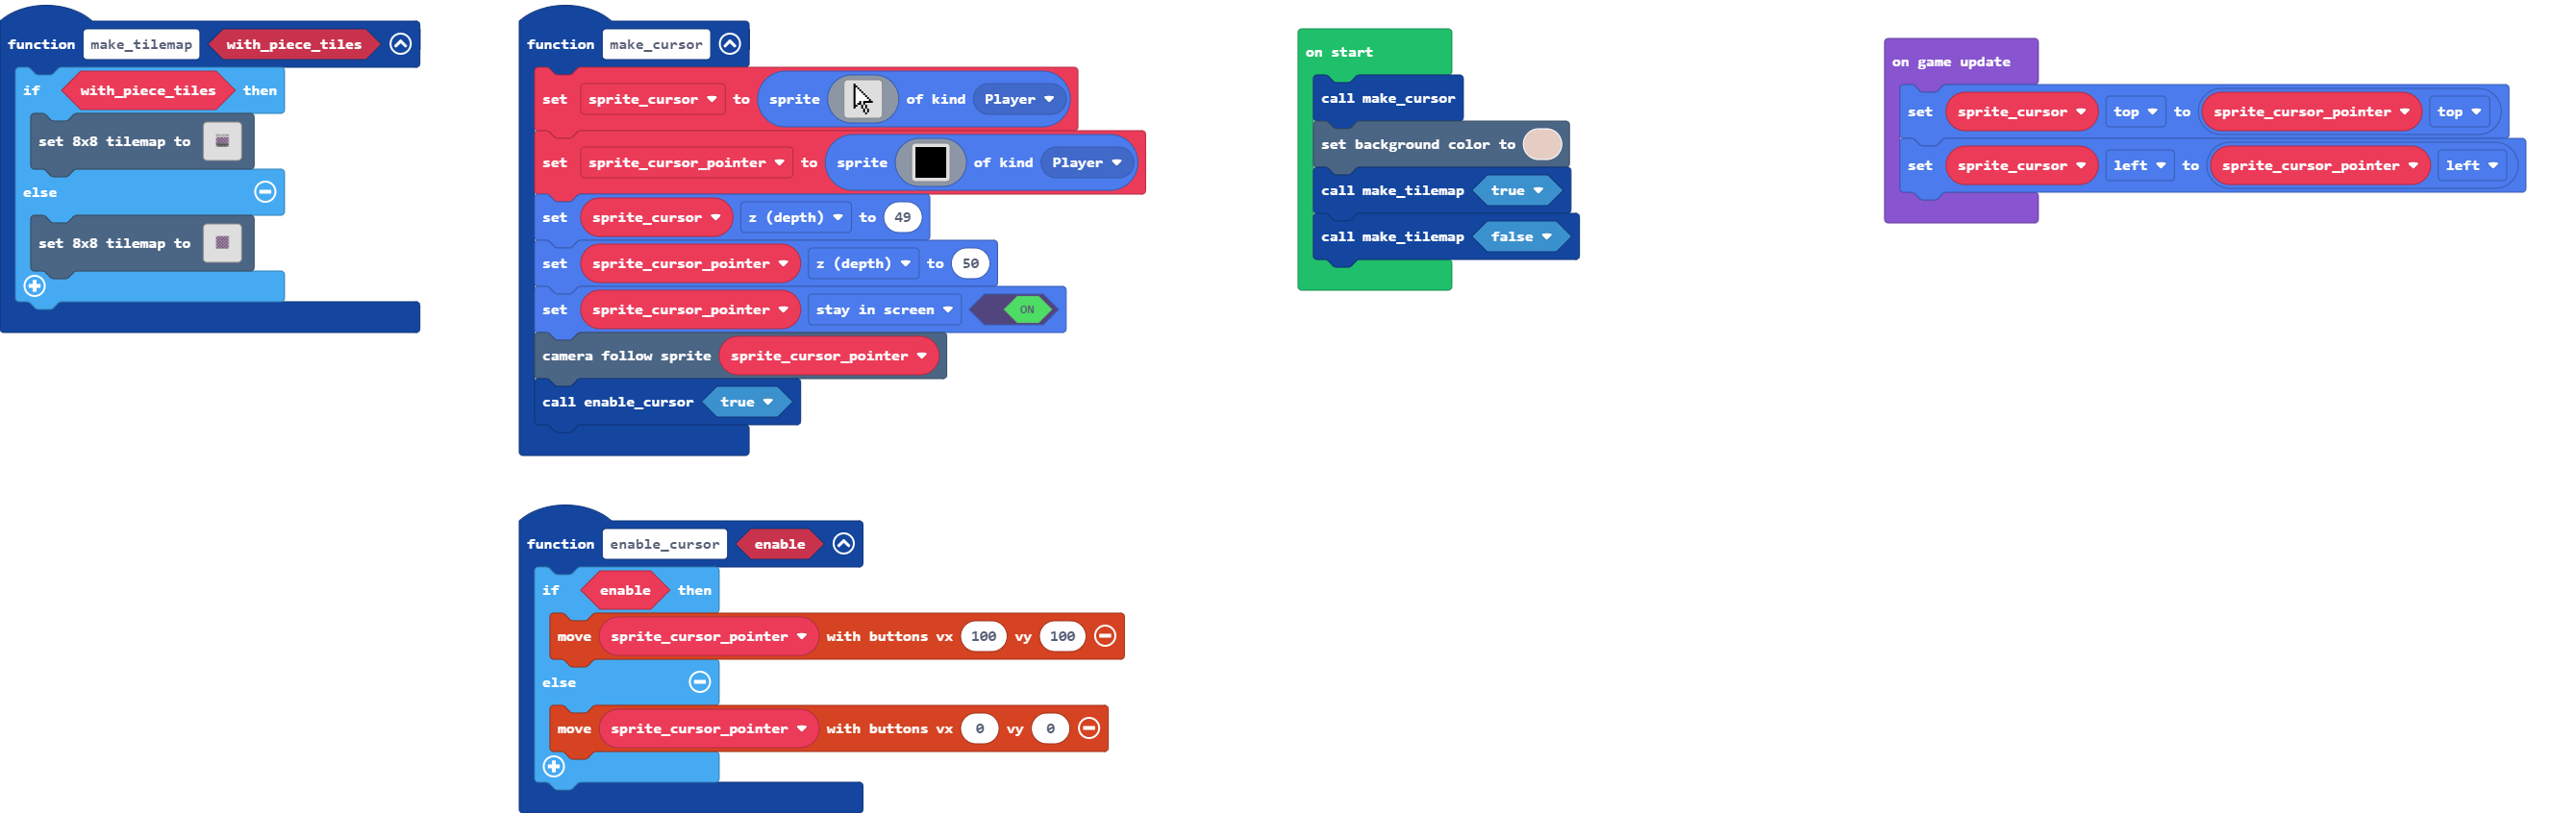 function make_tilemap with_piece_tiles
if with_piece_tiles then
set 8x8 tilemap to
else
set 8x8 tilemap to
function make_cursor
set sprite_cursor to sprite of kind Player
set sprite_cursor_pointer to sprite of kind Player
set sprite_cursor z (depth) to 49
set sprite_cursor_pointer z (depth) to 50
set sprite_cursor_pointer stay in screen ON
camera follow sprite sprite_cursor_pointer
call enable_cursor true
function enable_cursor enable
if enable then
move sprite_cursor_pointer with buttons vx 100 vy 100
else
move sprite_cursor_pointer with buttons vx 0 vy 0
on start
call make_cursor
set background color to
call make_tilemap true
call make_tilemap false
on game update
set sprite_cursor top to sprite_cursor_pointer top
set sprite_cursor left to sprite_cursor_pointer left